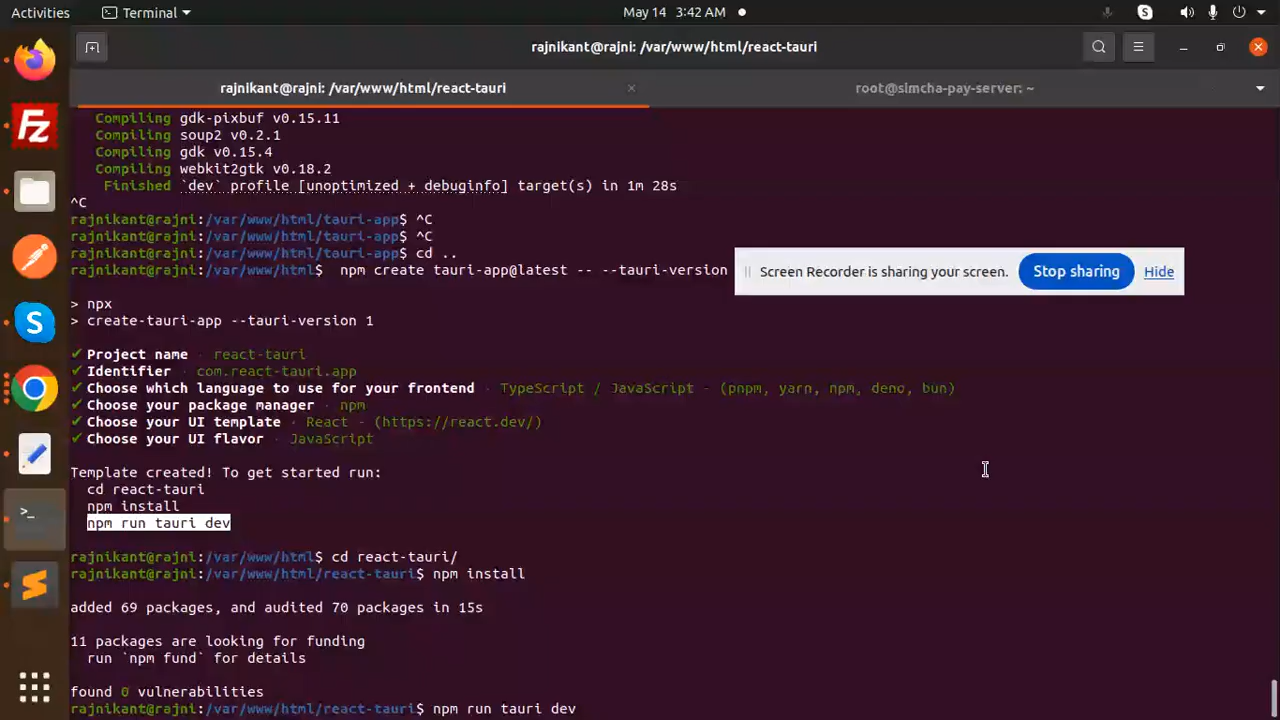 Activities
Terminal
May 14 3:42 AM
rajnikant@rajni: /var/www/html/react-tauri
rajnikant@rajni: /var/www/html/react-tauri
root@simcha-pay-server: ~
Compiling gdk-pixbuf v0.15.11
Compiling soup2 v0.2.1
Compiling gdk v0.15.4
Compiling webkit2gtk v0.18.2
Finished `dev` profile [unoptimized + debuginfo] target(s) in 1m 28s
^C
rajnikant@rajni:/var/www/html/tauri-app$ ^C
rajnikant@rajni:/var/www/html/tauri-app$ ^C
rajnikant@rajni:/var/www/html/tauri-app$ cd ..
rajnikant@rajni:/var/www/html$ npm create tauri-app@latest -- --tauri-version
Screen Recorder is sharing your screen.
Stop sharing
Hide
> npx
> create-tauri-app --tauri-version 1
✔ Project name · react-tauri
✔ Identifier · com.react-tauri.app
✔ Choose which language to use for your frontend · TypeScript / JavaScript - (pnpm, yarn, npm, deno, bun)
✔ Choose your package manager · npm
✔ Choose your UI template · React - (https://react.dev/)
✔ Choose your UI flavor · JavaScript
Template created! To get started run:
cd react-tauri
npm install
npm run tauri dev
rajnikant@rajni:/var/www/html$ cd react-tauri/
rajnikant@rajni:/var/www/html/react-tauri$ npm install
added 69 packages, and audited 70 packages in 15s
11 packages are looking for funding
run `npm fund` for details
found 0 vulnerabilities
rajnikant@rajni:/var/www/html/react-tauri$ npm run tauri dev